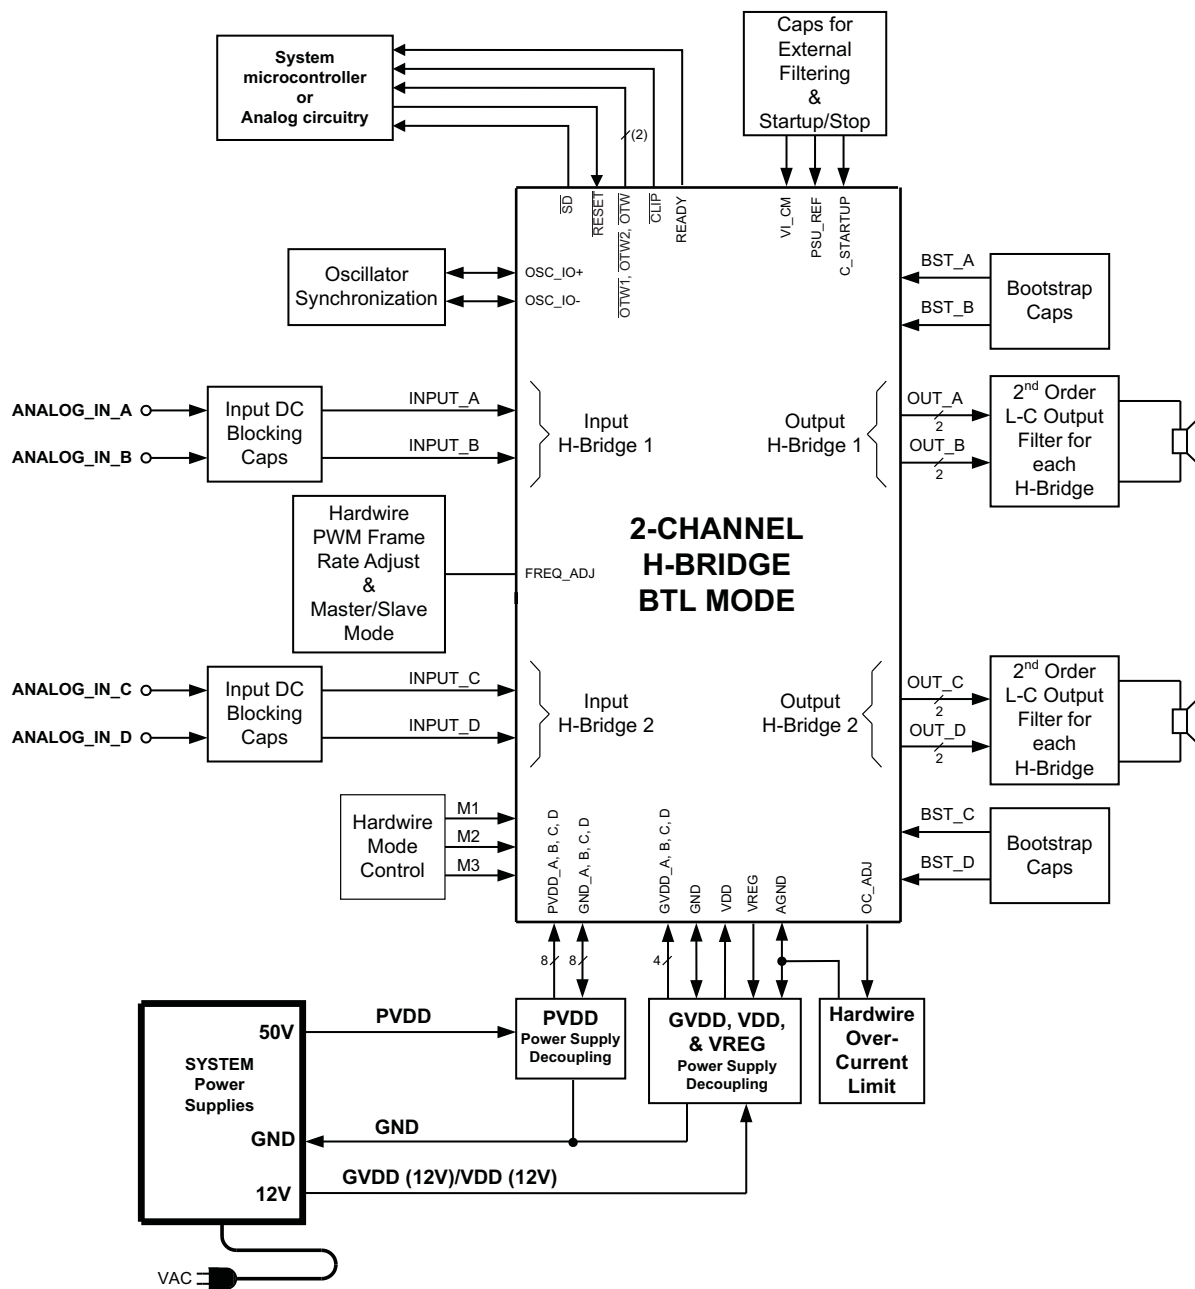 System
microcontroller
or
Analog circuitry
Caps for
External
Filtering
&
Startup/Stop
(2)
SD
RESET
OTW1, OTW2, OTW
CLIP
READY
VI_CM
PSU_REF
C_STARTUP
Oscillator
Synchronization
OSC_IO+
OSC_IO-
BST_A
BST_B
Bootstrap
Caps
ANALOG_IN_A
ANALOG_IN_B
Input DC
Blocking
Caps
INPUT_A
INPUT_B
Input
H-Bridge 1
Output
H-Bridge 1
OUT_A
2
OUT_B
2
2nd Order
L-C Output
Filter for
each
H-Bridge
Hardwire
PWM Frame
Rate Adjust
&
Master/Slave
Mode
FREQ_ADJ
2-CHANNEL
H-BRIDGE
BTL MODE
ANALOG_IN_C
ANALOG_IN_D
Input DC
Blocking
Caps
INPUT_C
INPUT_D
Input
H-Bridge 2
Output
H-Bridge 2
OUT_C
2
OUT_D
2
2nd Order
L-C Output
Filter for
each
H-Bridge
Hardwire
Mode
Control
M1
M2
M3
PVDD_A, B, C, D
GND_A, B, C, D
GVDD_A, B, C, D
GND
VDD
VREG
AGND
OC_ADJ
BST_C
BST_D
Bootstrap
Caps
8
8
4
SYSTEM
Power
Supplies
50V
GND
12V
PVDD
PVDD
Power Supply
Decoupling
GVDD, VDD,
& VREG
Power Supply
Decoupling
Hardwire
Over-
Current
Limit
GND
GVDD (12V)/VDD (12V)
VAC